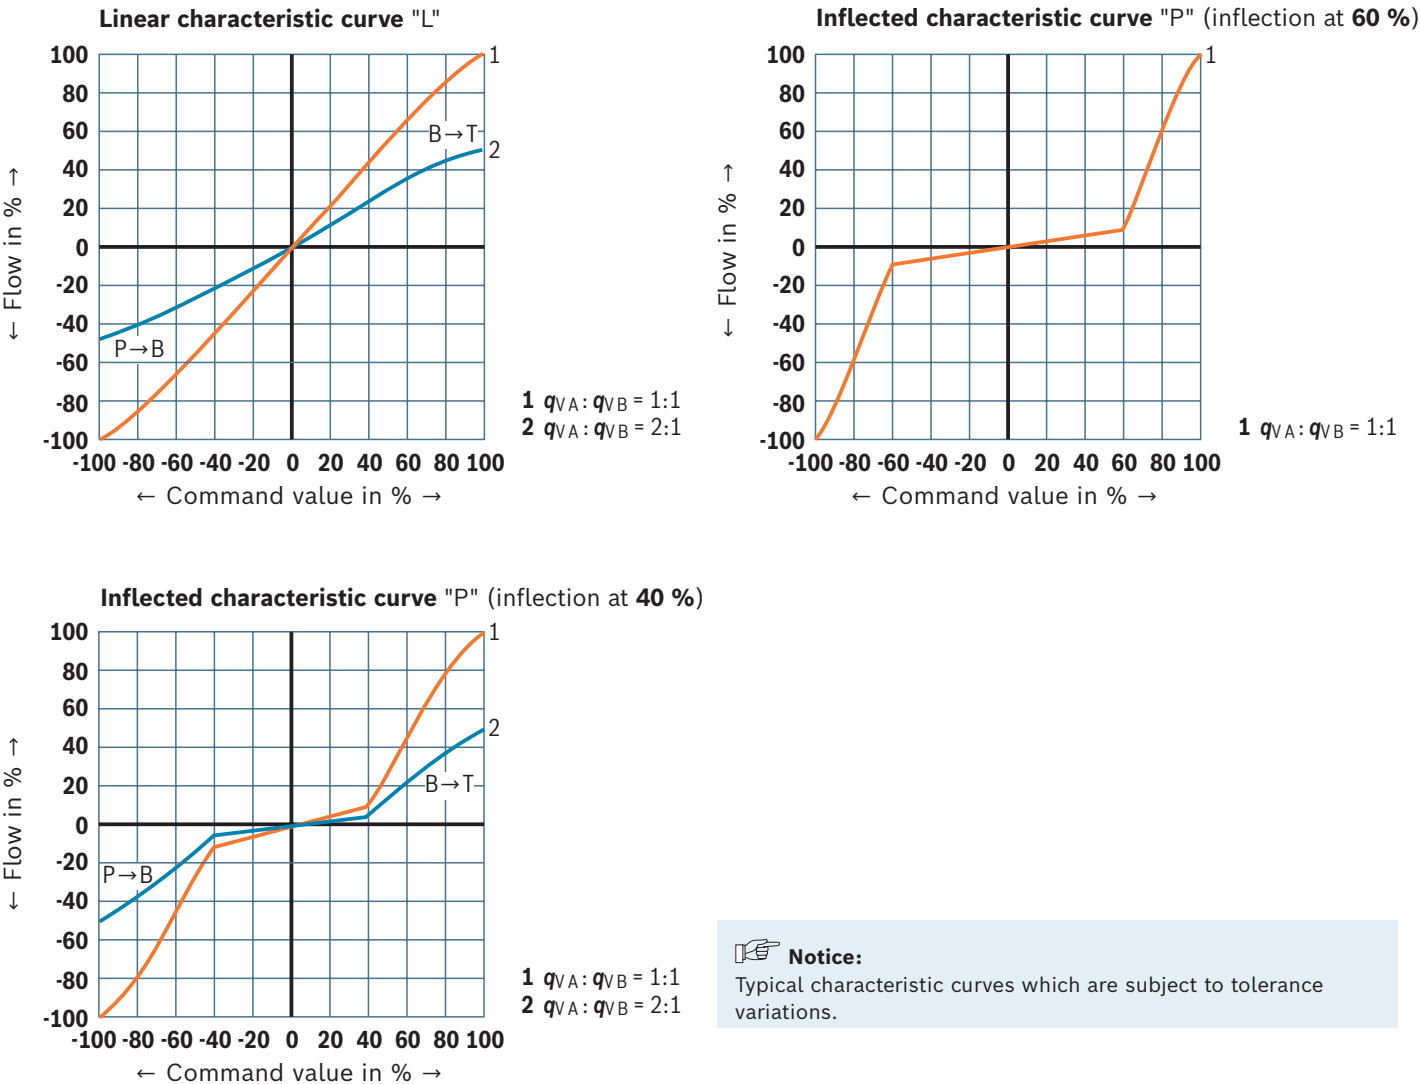 Linear characteristic curve "L"
100
80
60
40
20
0
-20
-40
-60
-80
-100
← Flow in % →
1
B→T
2
P→B
-100 -80 -60 -40 -20 0 20 40 60 80 100
← Command value in % →
1 qVA : qVB = 1:1
2 qVA : qVB = 2:1
Inflected characteristic curve "P" (inflection at 60 %)
100
80
60
40
20
0
-20
-40
-60
-80
-100
← Flow in % →
1
-100 -80 -60 -40 -20 0 20 40 60 80 100
← Command value in % →
1 qVA : qVB = 1:1
Inflected characteristic curve "P" (inflection at 40 %)
100
80
60
40
20
0
-20
-40
-60
-80
-100
← Flow in % →
1
2
B→T
P→B
-100 -80 -60 -40 -20 0 20 40 60 80 100
← Command value in % →
1 qVA : qVB = 1:1
2 qVA : qVB = 2:1
Notice:
Typical characteristic curves which are subject to tolerance
variations.